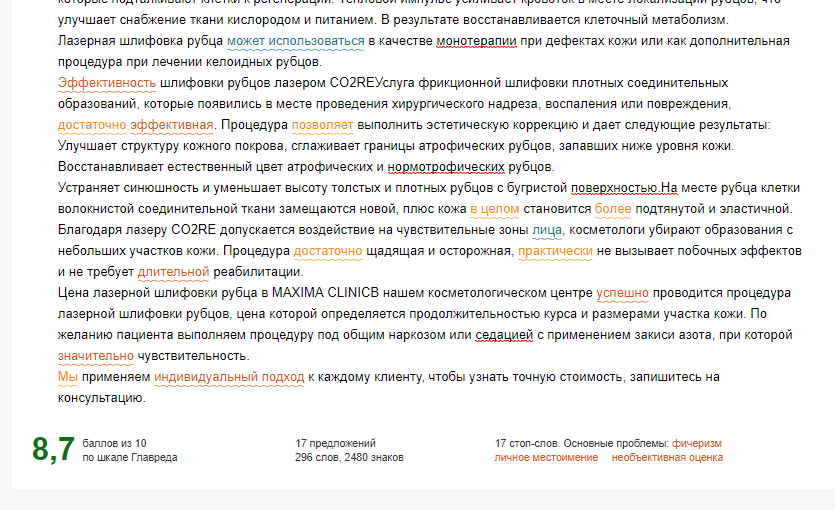 которые подталкивают клетки к регенерации. Тепловой импульс усиливает кровоток в месте локализации рубцов, что
улучшает снабжение ткани кислородом и питанием. В результате восстанавливается клеточный метаболизм.
Лазерная шлифовка рубца может использоваться в качестве монотерапии при дефектах кожи или как дополнительная
процедура при лечении келоидных рубцов.
Эффективность шлифовки рубцов лазером CO2REУслуга фрикционной шлифовки плотных соединительных
образований, которые появились в месте проведения хирургического надреза, воспаления или повреждения,
достаточно эффективная. Процедура позволяет выполнить эстетическую коррекцию и дает следующие результаты:
Улучшает структуру кожного покрова, сглаживает границы атрофических рубцов, запавших ниже уровня кожи.
Восстанавливает естественный цвет атрофических и нормотрофических рубцов.
Устраняет синюшность и уменьшает высоту толстых и плотных рубцов с бугристой поверхностью.На месте рубца клетки
волокнистой соединительной ткани замещаются новой, плюс кожа в целом становится более подтянутой и эластичной.
Благодаря лазеру CO2RE допускается воздействие на чувствительные зоны лица, косметологи убирают образования с
небольших участков кожи. Процедура достаточно щадящая и осторожная, практически не вызывает побочных эффектов
и не требует длительной реабилитации.
Цена лазерной шлифовки рубца в MAXIMA CLINICВ нашем косметологическом центре успешно проводится процедура
лазерной шлифовки рубцов, цена которой определяется продолжительностью курса и размерами участка кожи. По
желанию пациента выполняем процедуру под общим наркозом или седацией с применением закиси азота, при которой
значительно чувствительность.
Мы применяем индивидуальный подход к каждому клиенту, чтобы узнать точную стоимость, запишитесь на
консультацию.
8,7 баллов из 10 17 предложений 17 стоп-слов. Основные проблемы: фичеризм
по шкале Главреда 296 слов, 2480 знаков личное местоимение необъективная оценка